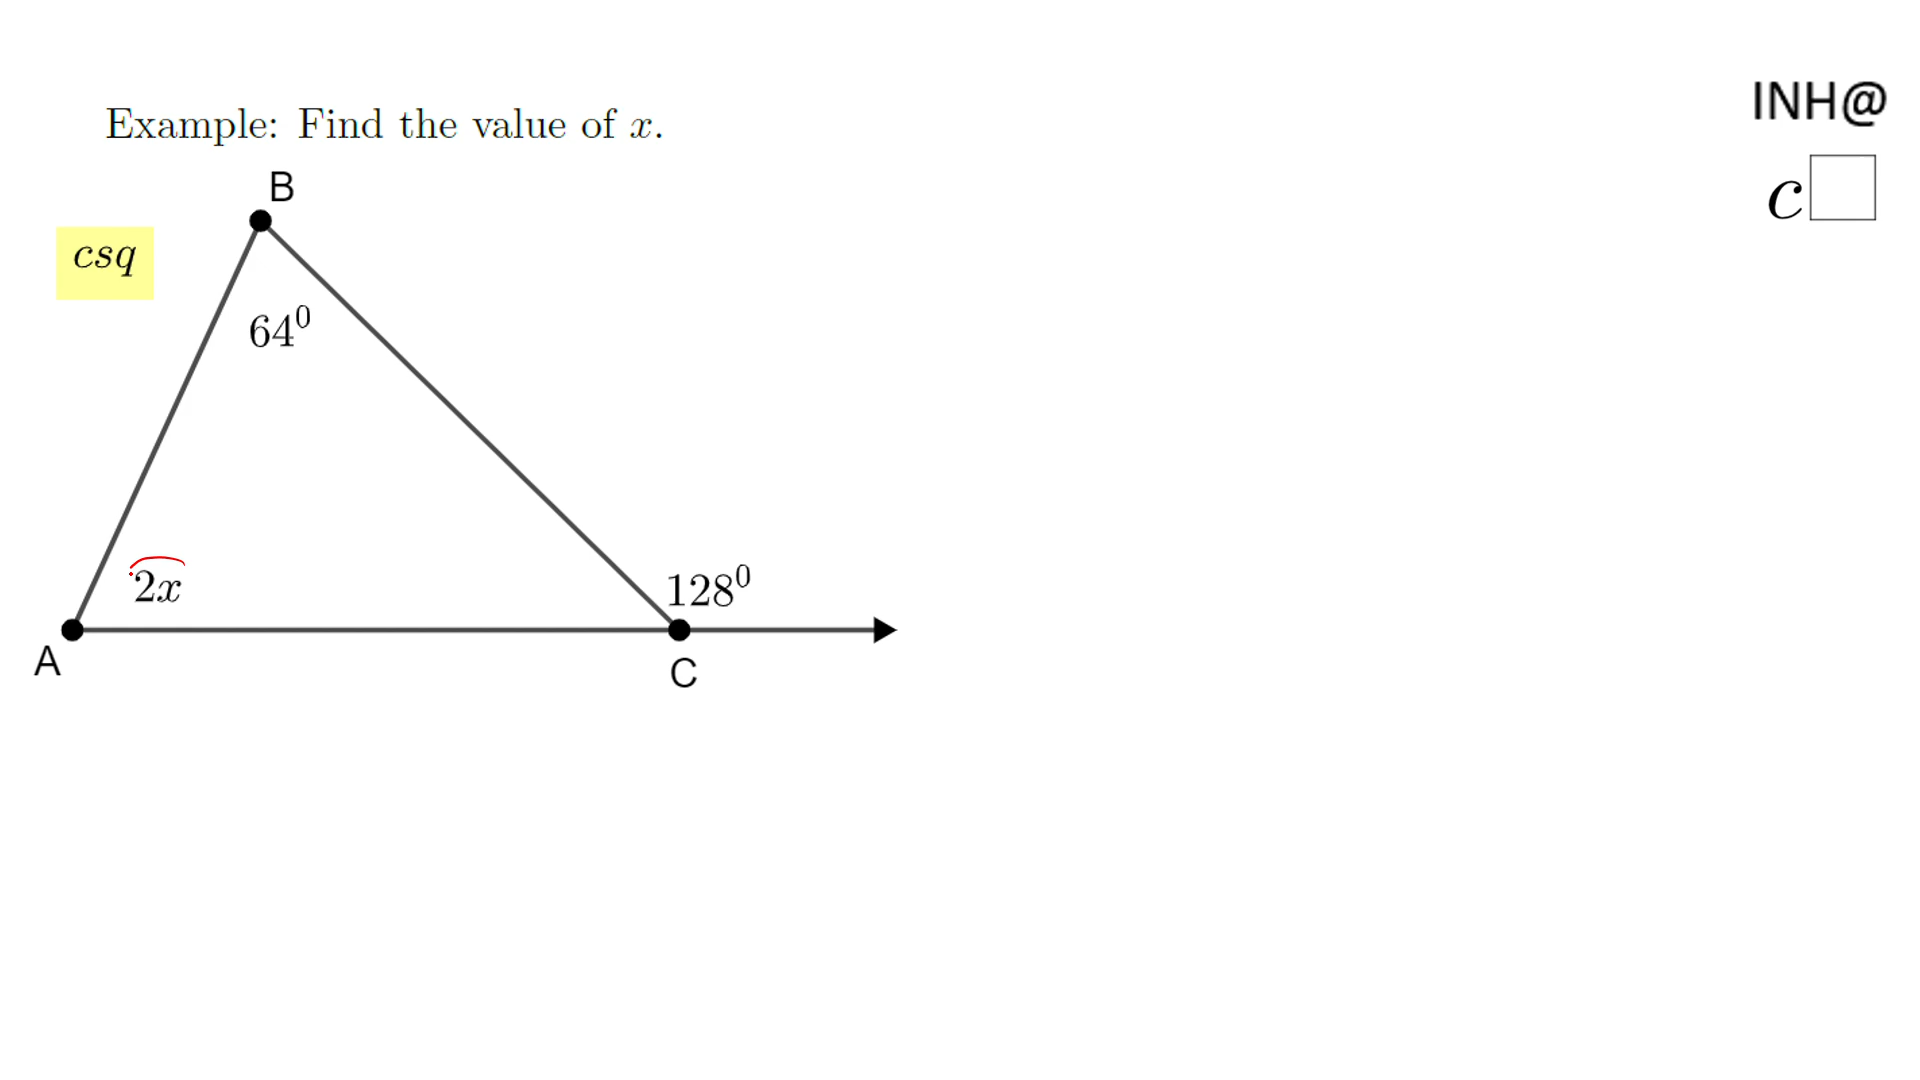 INH@
Example: Find the value of x.
c□
B
csq
64⁰
2x
128⁰
A
C